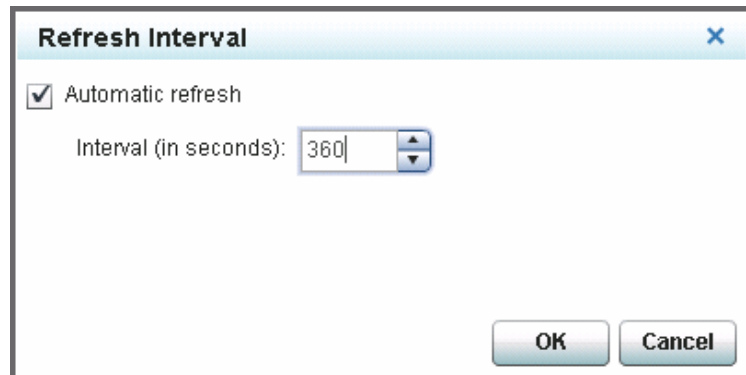 Refresh Interval
Automatic refresh
Interval (in seconds): 360
OK Cancel